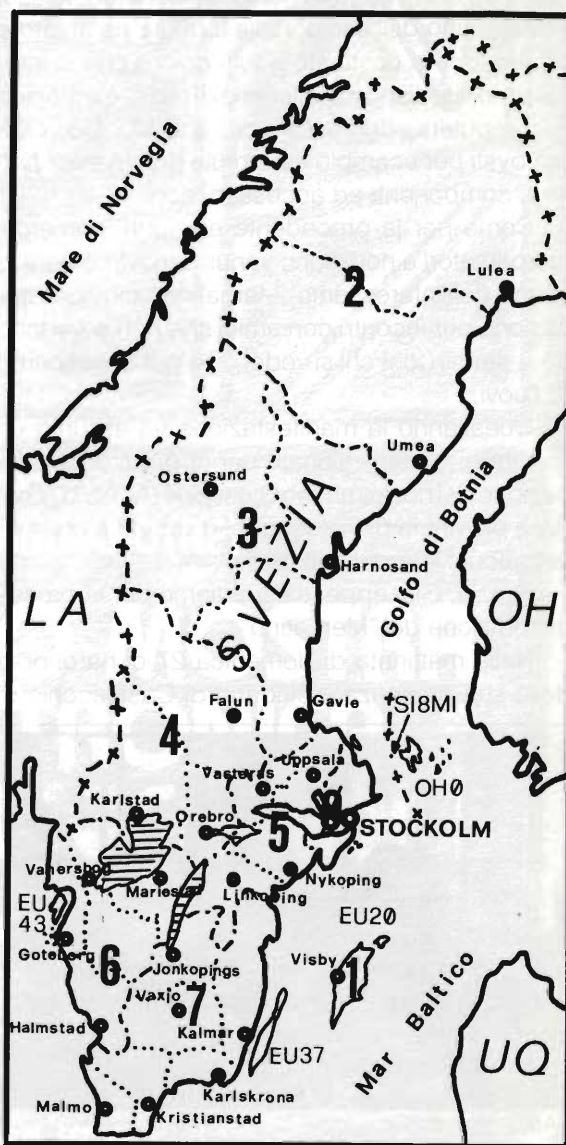 Mare di Norvegia
2
Lulea
Umea
Ostersund
3
SVEZIA
Harnosand
Golfo di Botnia
LA
OH
Falun
Gavle
SI8MI
4
OH0
Vasteras
Uppsala
Karlstad
Orebro
5
STOCKOLM
Vanersbog
Mariestad
Linkoping
Nykoping
EU
43
EU20
Goteborg
6
Jonkopings
Visby
1
Vaxjo
7
Halmstad
Kalmar
EU37
Mar Baltico
UQ
Karlskrona
Malmo
Kristianstad